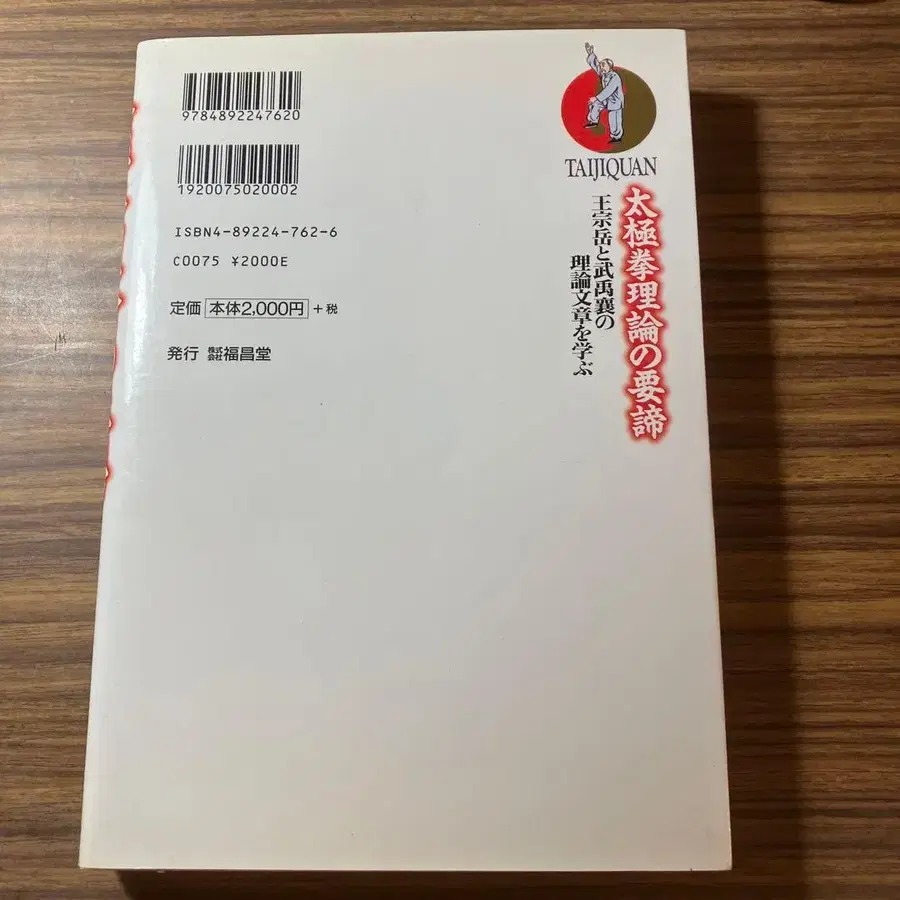 9784892247620
1920075020002
ISBN4-89224-762-6
C0075 ¥2000E
定価 本体2,000円 +税
発行 株式会社福昌堂
TAIJIQUAN
太極拳理論の要諦
王宗岳と武禹襄の
理論文章を学ぶ